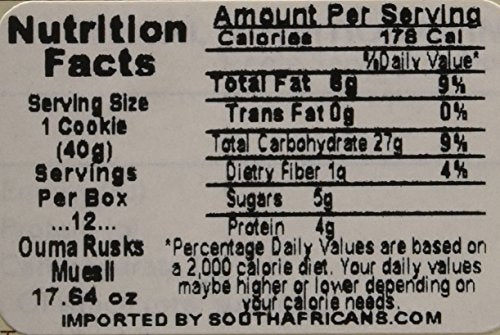 Nutrition
Facts
Serving Size
1 Cookie
(40g)
Servings
Per Box
...12...
Ouma Rusks
Muesli
17.64 oz
Amount Per Serving
Calories 178 Cal
%Daily Value*
Total Fat 6g 9%
Trans Fat 0g 0%
Total Carbohydrate 27g 9%
Dietry Fiber 1g 4%
Sugars 5g
Protein 4g
*Percentage Daily Values are based on
a 2,000 calorie diet. Your daily values
maybe higher or lower depending on
your calorie needs.
IMPORTED BY SOUTHAFRICANS.COM